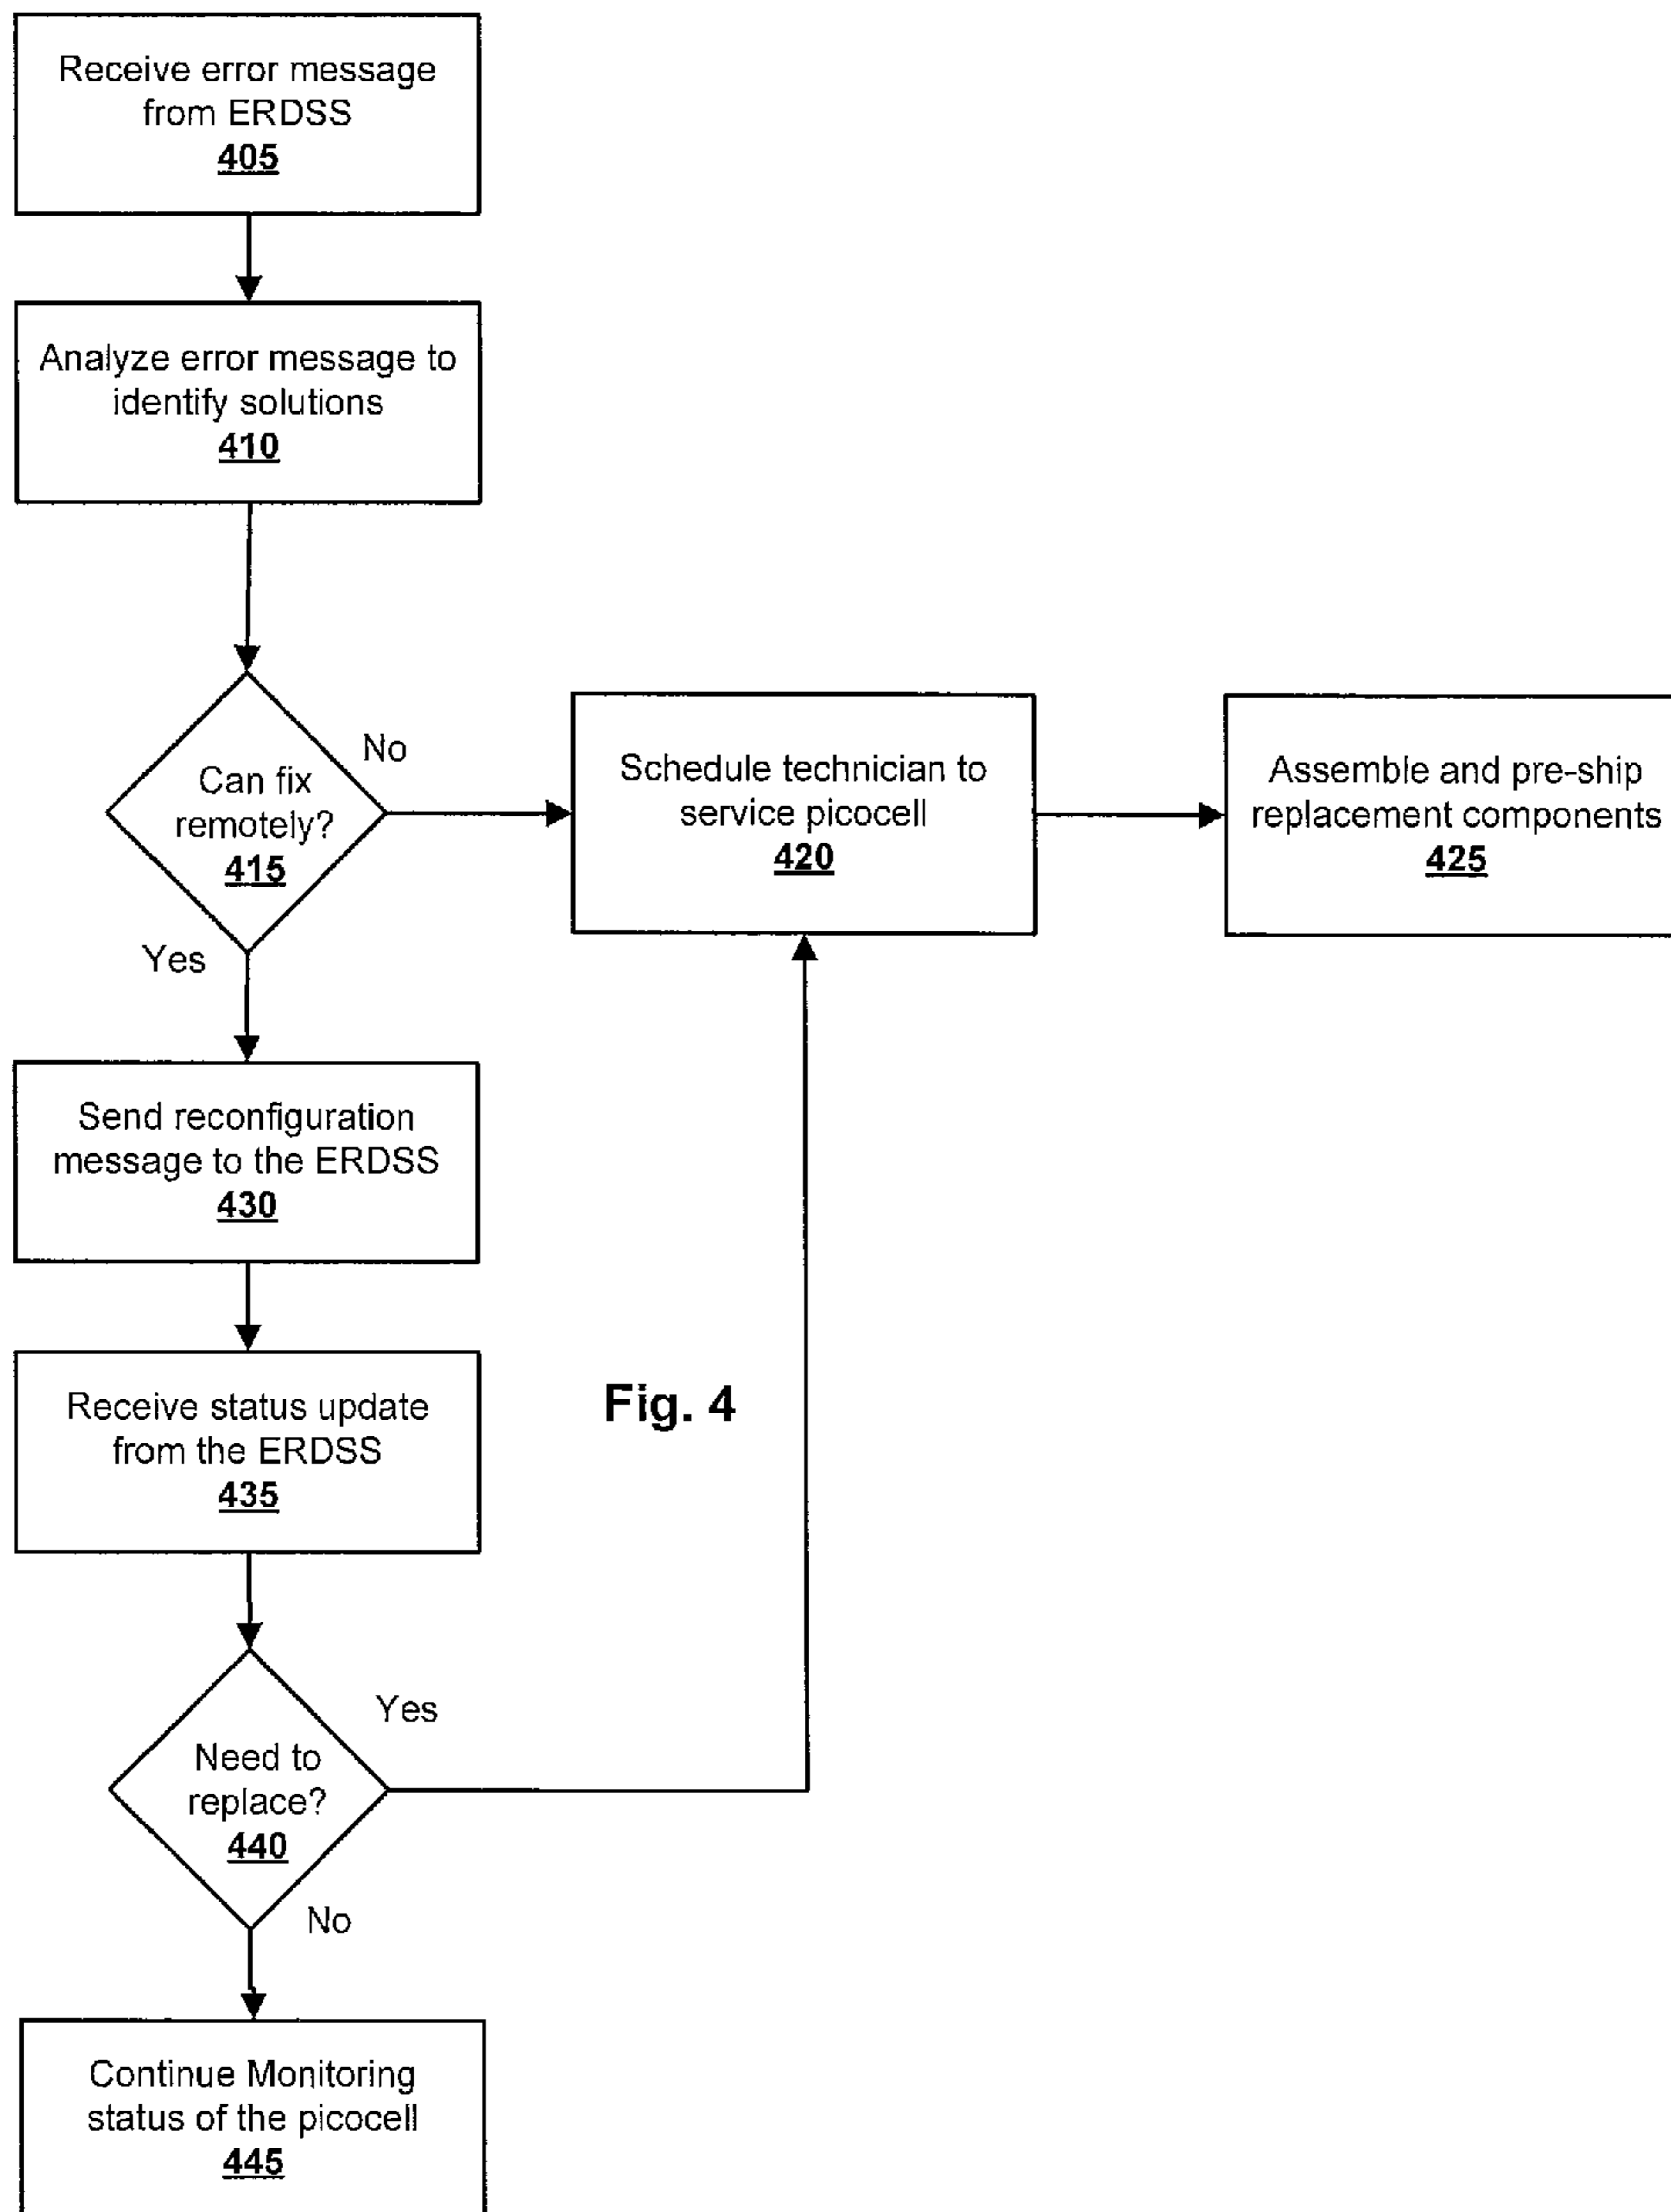 Receive error message
from ERDSS
405
Analyze error message to
identify solutions
410
Can fix
remotely?
415
No
Yes
Schedule technician to
service picocell
420
Assemble and pre-ship
replacement components
425
Send reconfiguration
message to the ERDSS
430
Receive status update
from the ERDSS
435
Fig. 4
Need to
replace?
440
Yes
No
Continue Monitoring
status of the picocell
445